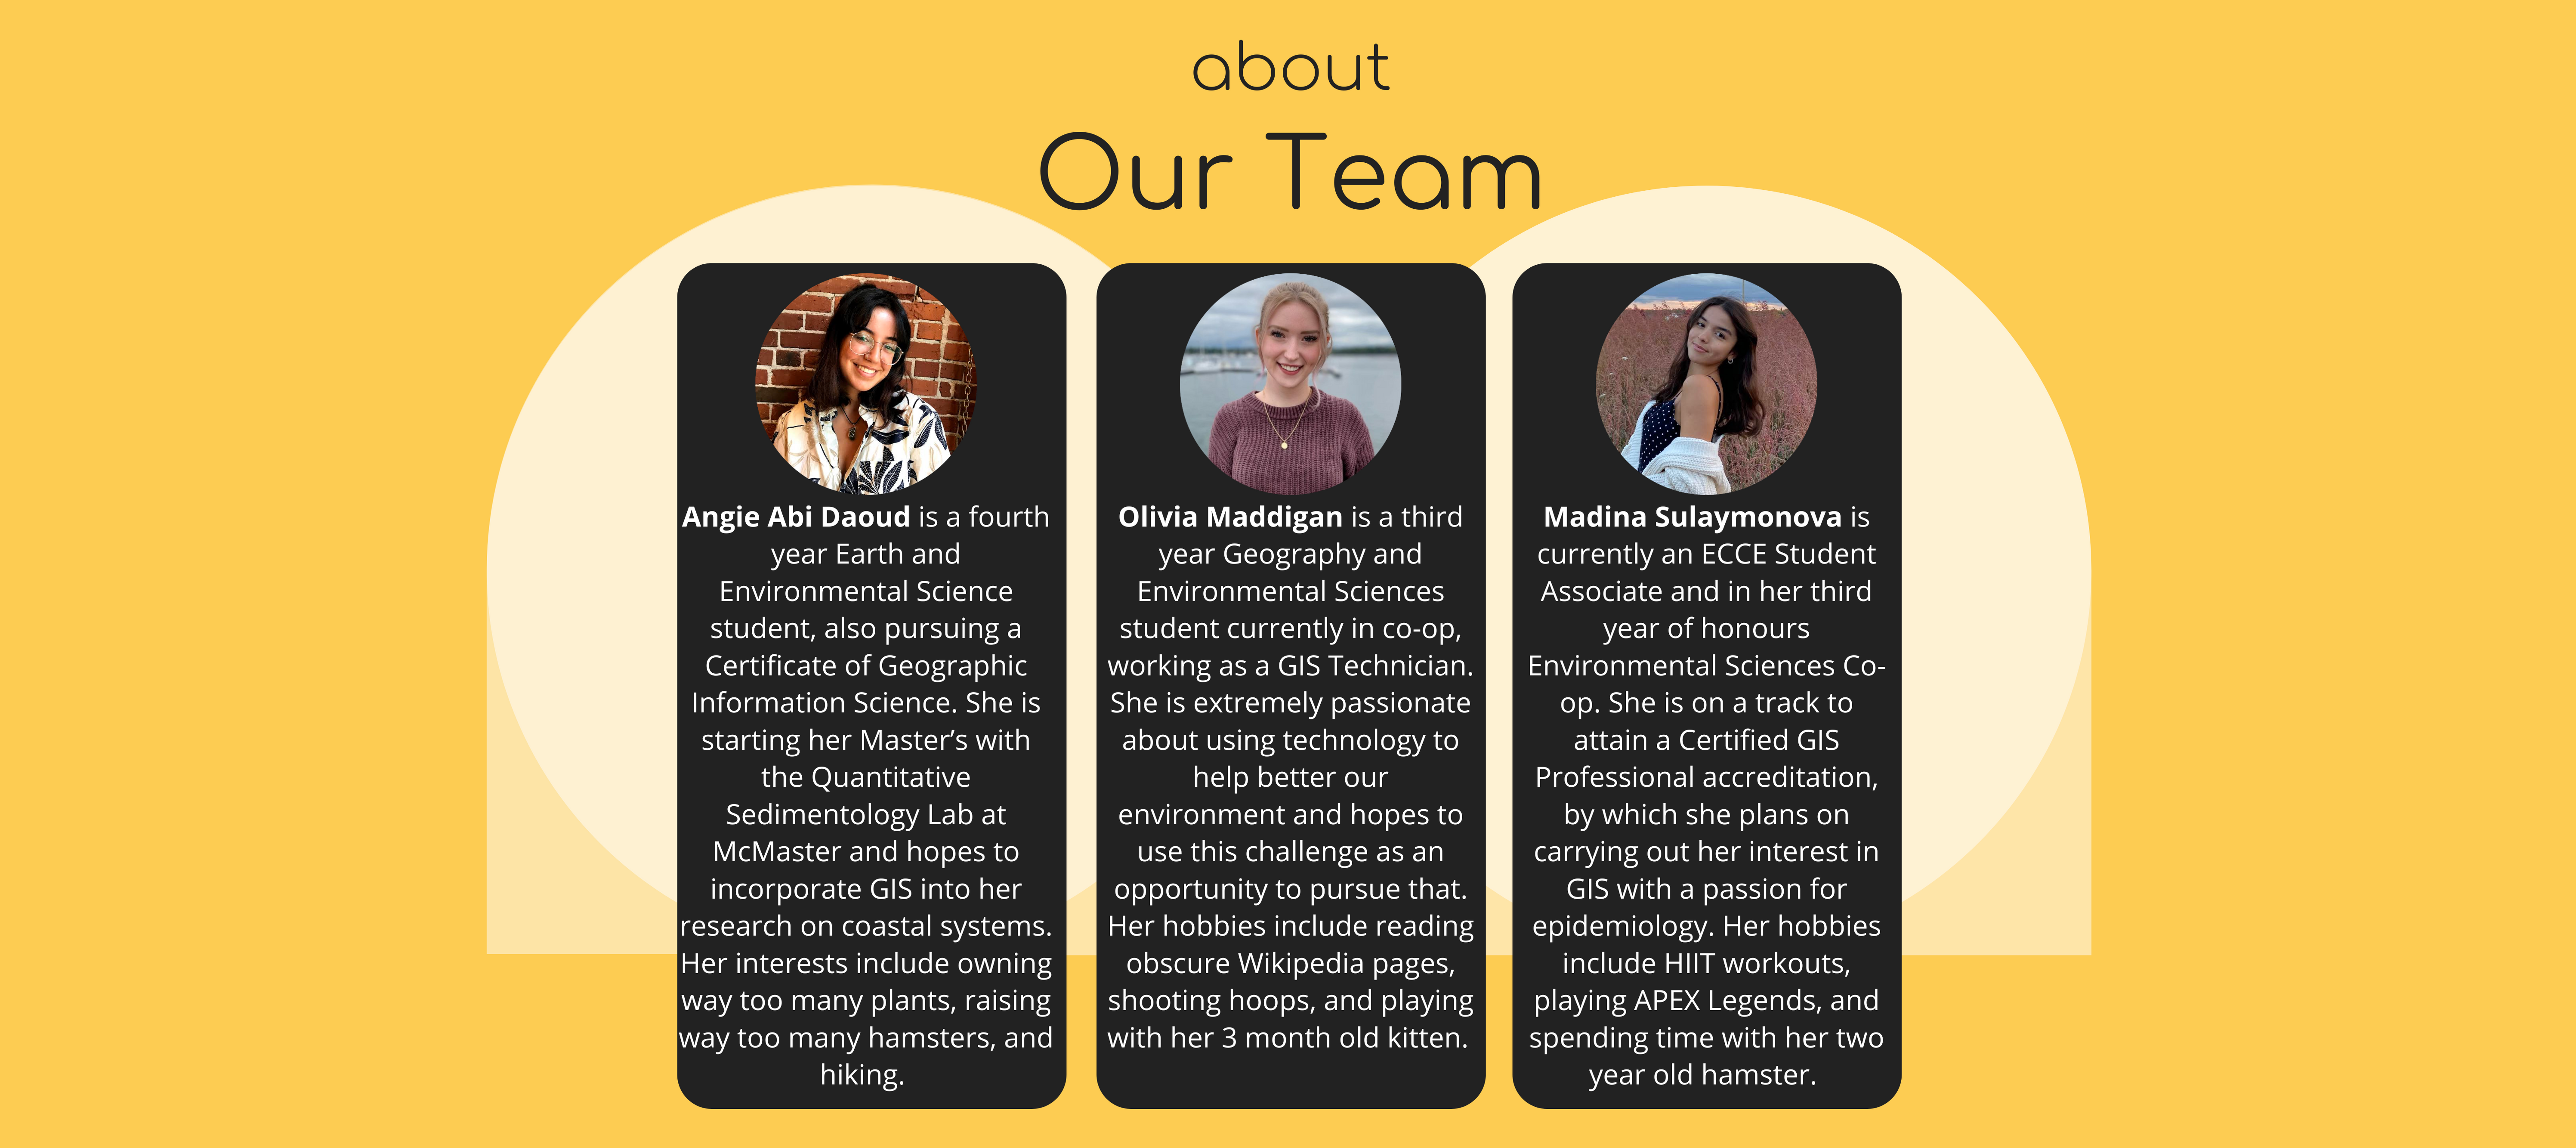 about
Our Team
Angie Abi Daoud is a fourth
year Earth and
Environmental Science
student, also pursuing a
Certificate of Geographic
Information Science. She is
starting her Master’s with
the Quantitative
Sedimentology Lab at
McMaster and hopes to
incorporate GIS into her
research on coastal systems.
Her interests include owning
way too many plants, raising
way too many hamsters, and
hiking.
Olivia Maddigan is a third
year Geography and
Environmental Sciences
student currently in co-op,
working as a GIS Technician.
She is extremely passionate
about using technology to
help better our
environment and hopes to
use this challenge as an
opportunity to pursue that.
Her hobbies include reading
obscure Wikipedia pages,
shooting hoops, and playing
with her 3 month old kitten.
Madina Sulaymonova is
currently an ECCE Student
Associate and in her third
year of honours
Environmental Sciences Co-
op. She is on a track to
attain a Certified GIS
Professional accreditation,
by which she plans on
carrying out her interest in
GIS with a passion for
epidemiology. Her hobbies
include HIIT workouts,
playing APEX Legends, and
spending time with her two
year old hamster.